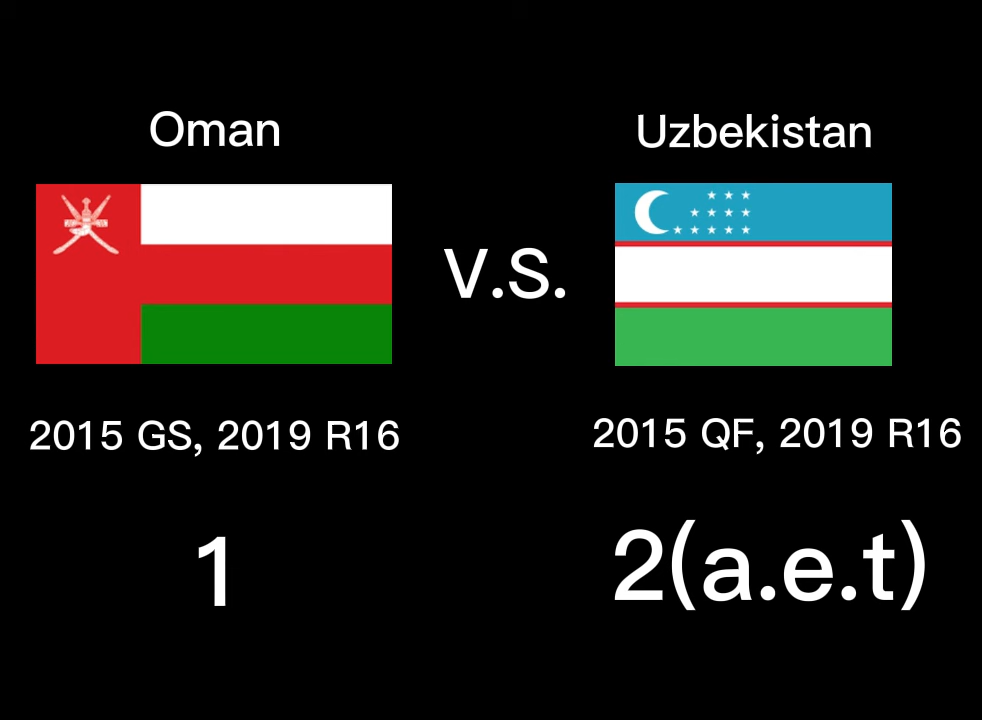 Oman
Uzbekistan
V.S.
2015 GS, 2019 R16
2015 QF, 2019 R16
1
2(a.e.t)